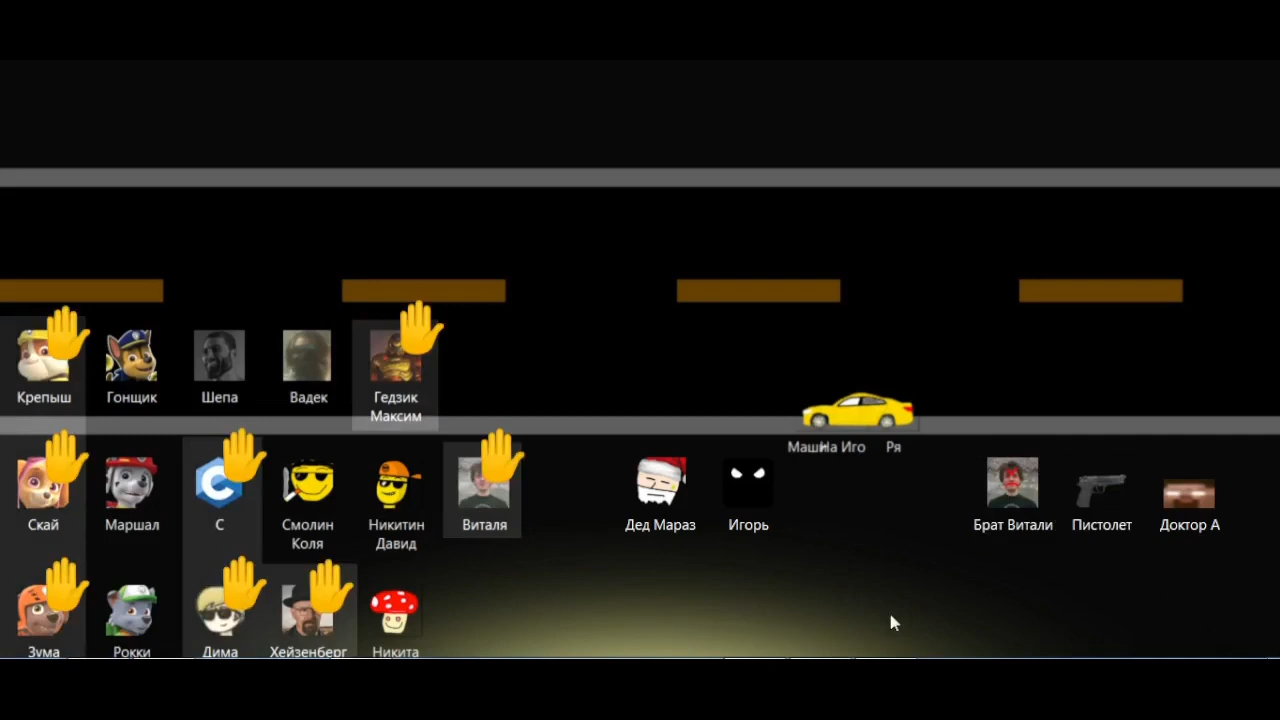 Крепыш
Гонщик
Шепа
Вадек
Гедзик
Максим
Машина Иго
Ря
Скай
Маршал
C
С
Смолин
Коля
Никитин
Давид
Виталя
Дед Мараз
Игорь
Брат Витали
Пистолет
Доктор А
Зума
Рокки
Дима
Хейзенберг
Никита